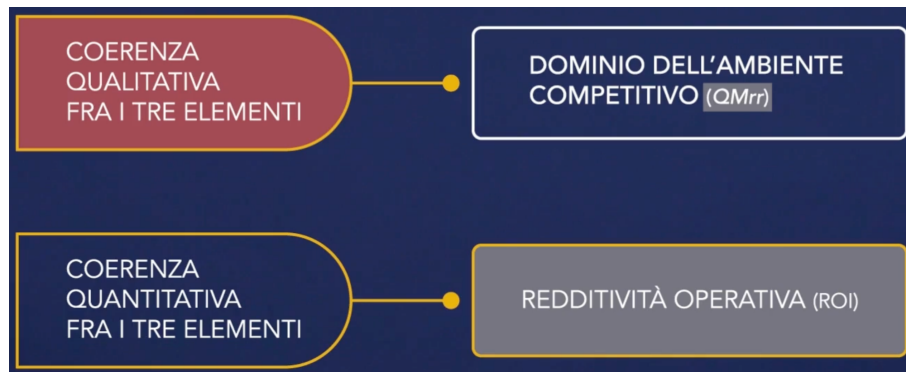 COERENZA
QUALITATIVA
FRA I TRE ELEMENTI
DOMINIO DELL'AMBIENTE
COMPETITIVO (QMrr)
COERENZA
QUANTITATIVA
FRA I TRE ELEMENTI
REDDITIVITÀ OPERATIVA (ROI)